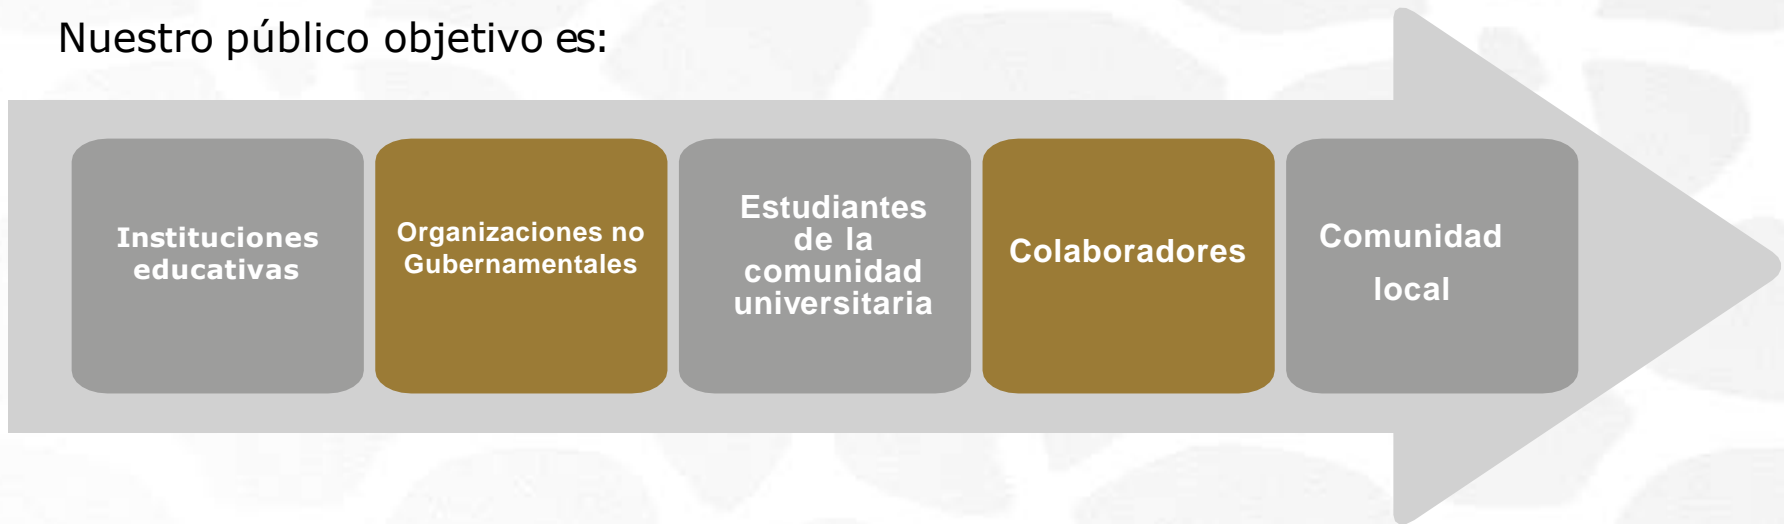 Nuestro público objetivo es:
Instituciones
educativas
Organizaciones no
Gubernamentales
Estudiantes
de la
comunidad
universitaria
Colaboradores
Comunidad
local